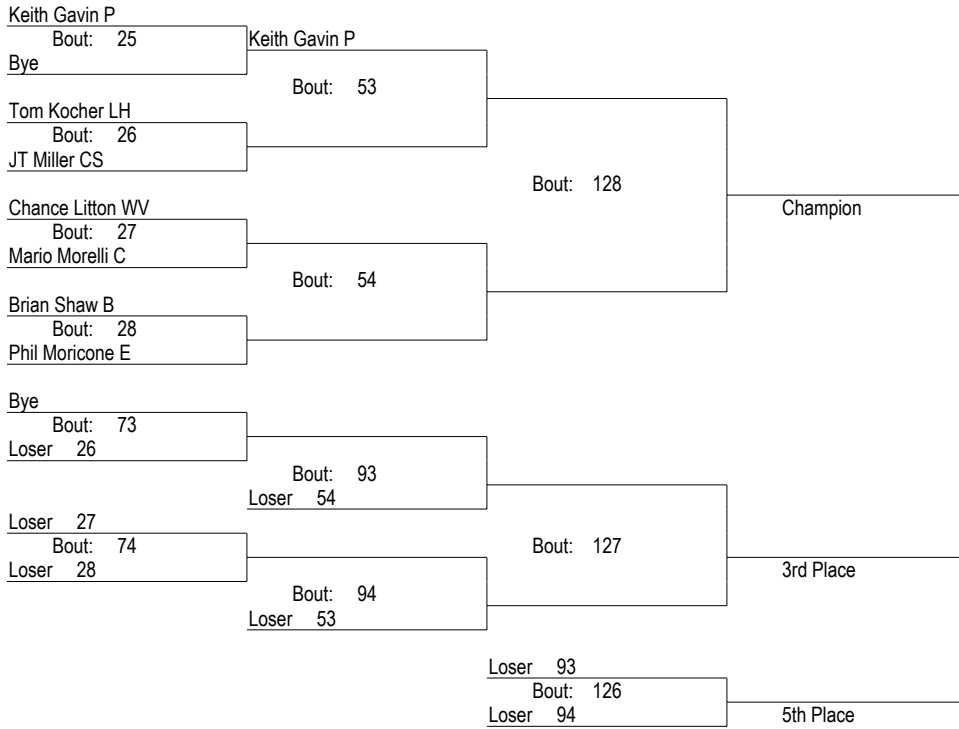 Keith Gavin P
Bout: 25
Keith Gavin P
Bye
Bout: 53
Tom Kocher LH
Bout: 26
JT Miller CS
Bout: 128
Chance Litton WV
Champion
Bout: 27
Mario Morelli C
Bout: 54
Brian Shaw B
Bout: 28
Phil Moricone E
Bye
Bout: 73
Loser 26
Bout: 93
Loser 54
Loser 27
Bout: 74
Bout: 127
Loser 28
3rd Place
Bout: 94
Loser 53
Loser 93
Bout: 126
Loser 94
5th Place